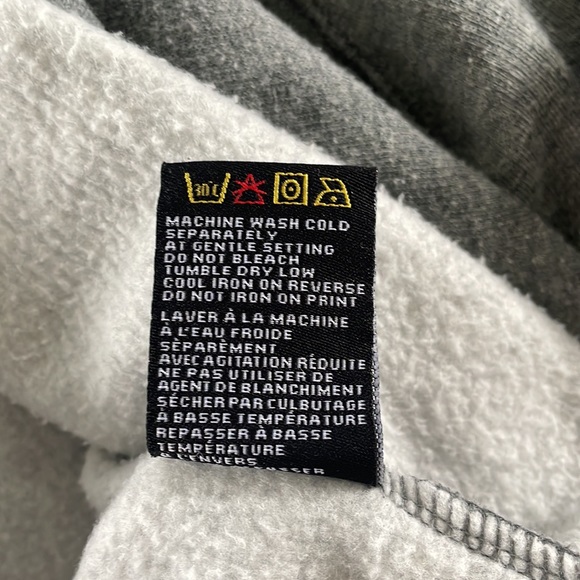 30°C
MACHINE WASH COLD
SEPARATELY
AT GENTLE SETTING
DO NOT BLEACH
TUMBLE DRY LOW
COOL IRON ON REVERSE
DO NOT IRON ON PRINT
LAVER À LA MACHINE
À L'EAU FROIDE
SÈPARÈMENT
AVEC AGITATION RÉDUITE
NE PAS UTILISER DE
AGENT DE BLANCHIMENT
SÉCHER PAR CULBUTAGE
À BASSE TEMPÉRATURE
REPASSER À BASSE
TEMPÉRATURE
À L'ENVERS